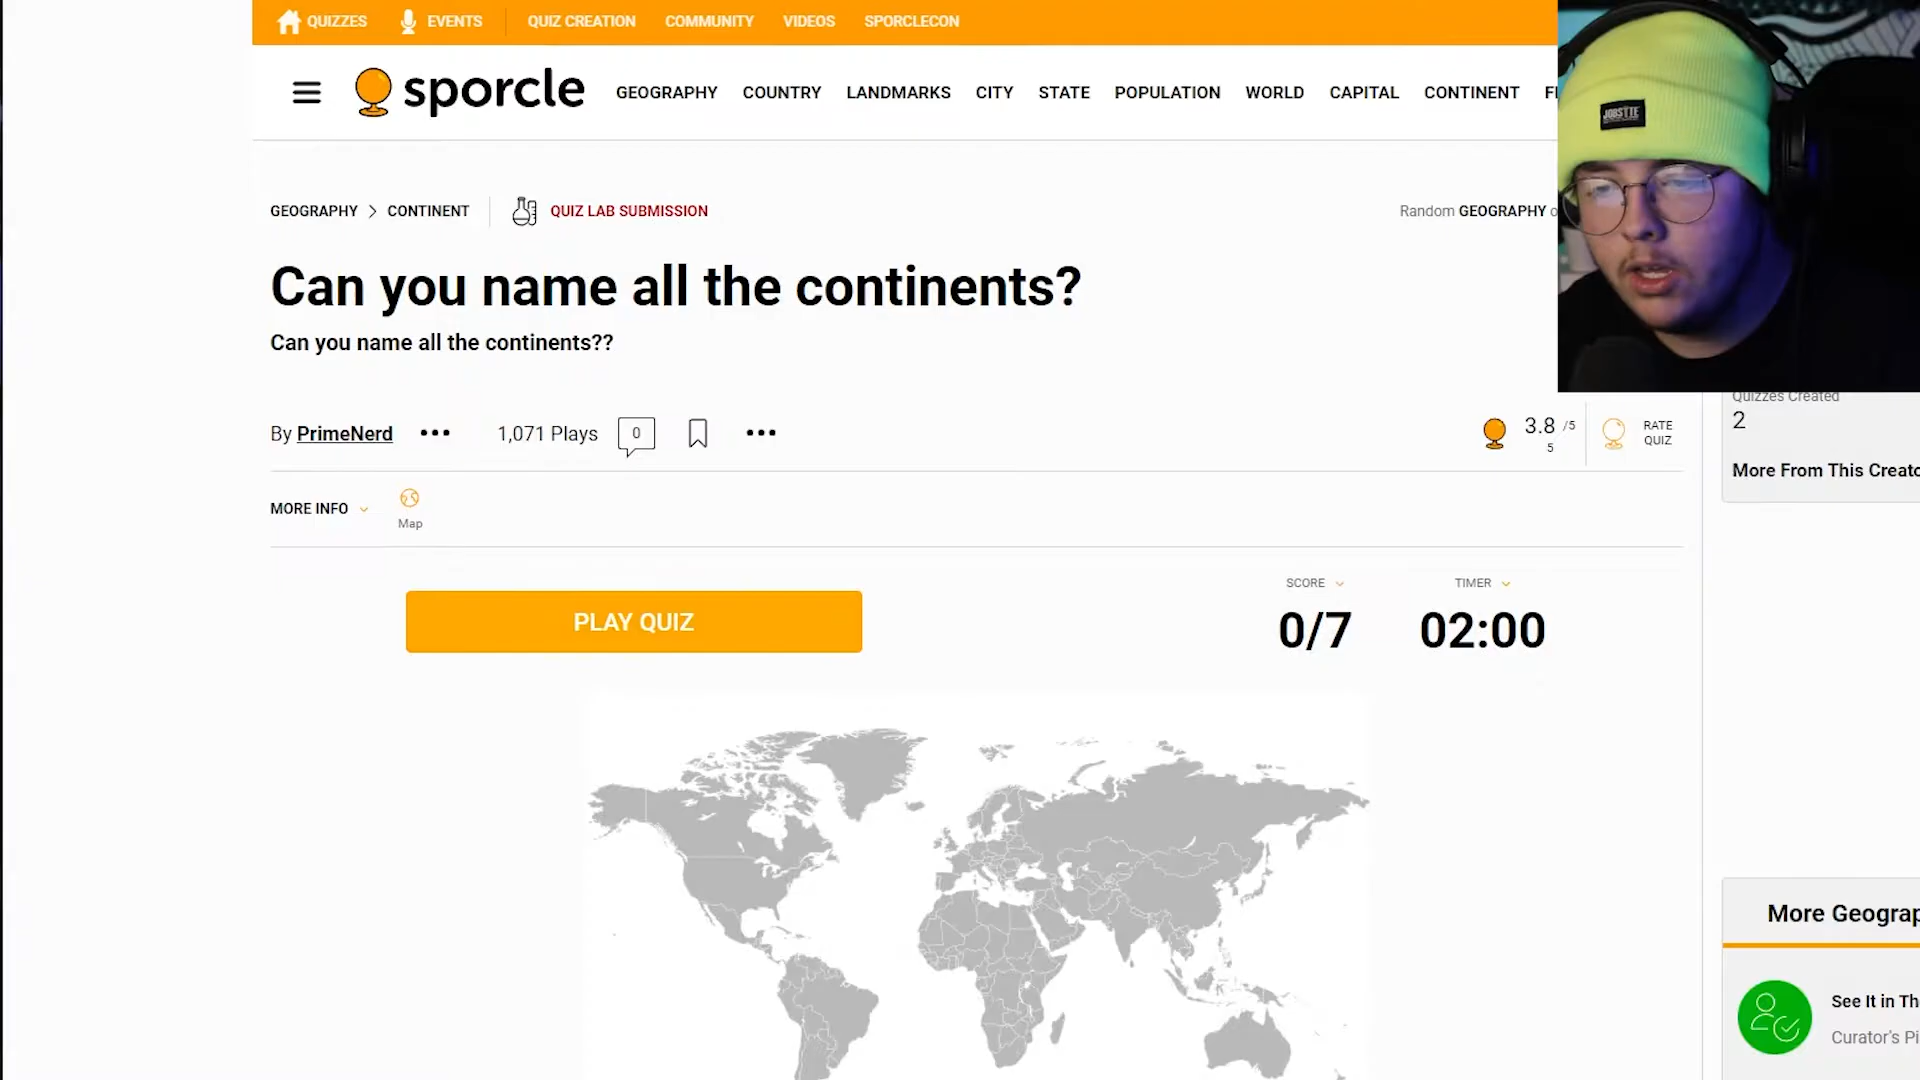 QUIZZES EVENTS QUIZ CREATION COMMUNITY VIDEOS SPORCLECON
sporcle GEOGRAPHY COUNTRY LANDMARKS CITY STATE POPULATION WORLD CAPITAL CONTINENT
GEOGRAPHY CONTINENT QUIZ LAB SUBMISSION Random GEOGRAPHY
Can you name all the continents?
Can you name all the continents??
By PrimeNerd 1,071 Plays 0
3.8 /5
5
RATE
QUIZ
Quizzes Created
2
More From This Creato
MORE INFO
Map
PLAY QUIZ
SCORE
0/7
TIMER
02:00
More Geograp
See It in Th
Curator's Pi